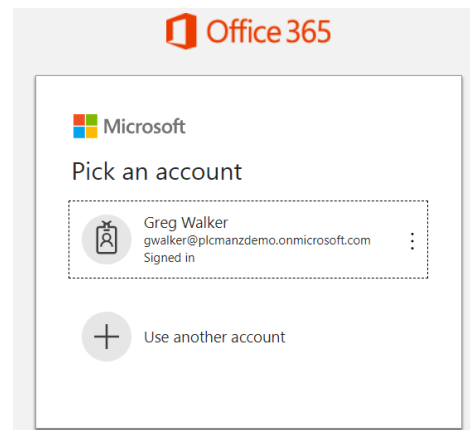 Office 365
Microsoft
Pick an account
Greg Walker
gwalker@plcmanzdemo.onmicrosoft.com
Signed in
Use another account